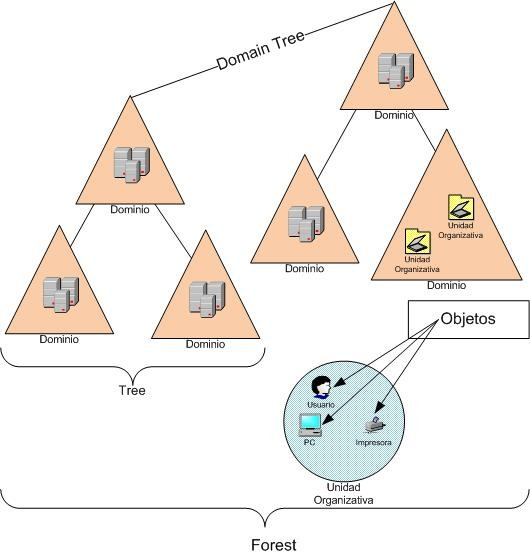 Domain Tree
Dominio
Dominio
Dominio
Unidad
Organizativa
Unidad
Organizativa
Dominio
Dominio
Dominio
Dominio
Objetos
Tree
Usuario
PC
Impresora
Unidad
Organizativa
Forest